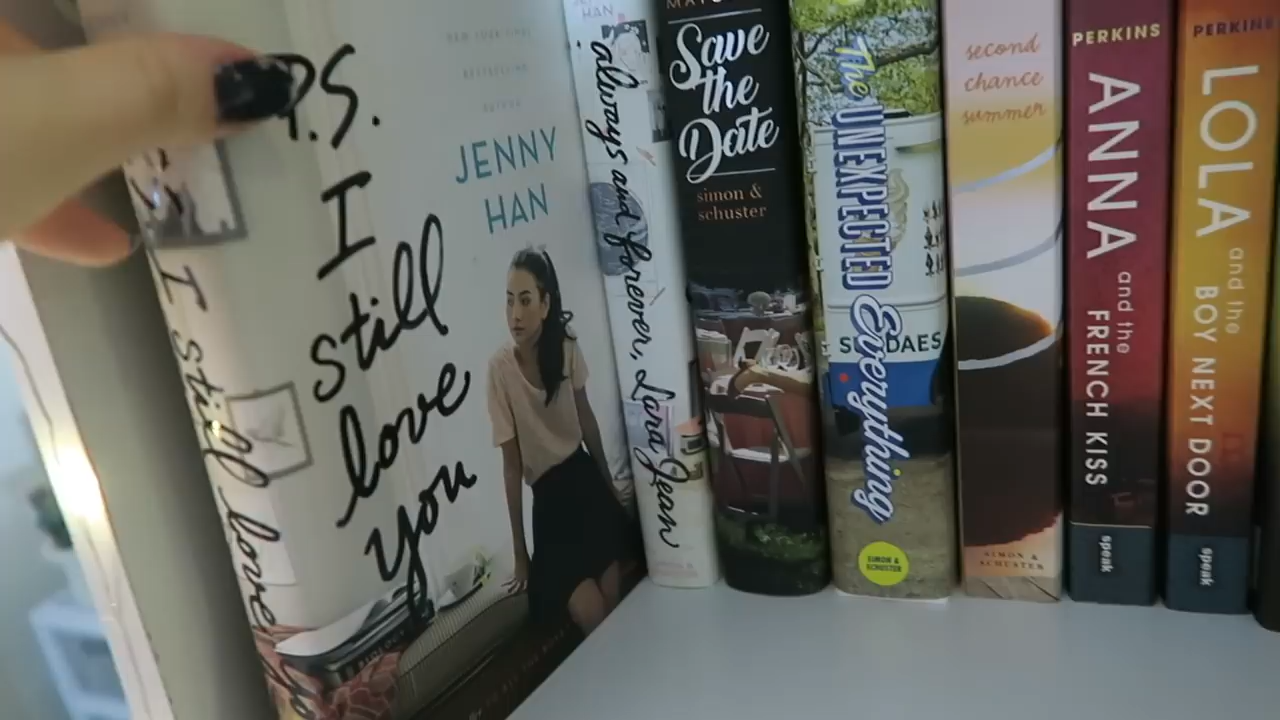 P.S.
I
still
love
you
NEW YORK TIMES
BESTSELLING
AUTHOR
JENNY
HAN
I still love
HAN
always and forever, Lara Jean
Save
the
Date
simon &
schuster
The UNEXPECTED Everything
SIMON &
SCHUSTER
second
chance
summer
SIMON &
SCHUSTER
PERKINS
ANNA and the FRENCH KISS
speak
PERKINS
LOLA and the BOY NEXT DOOR
speak